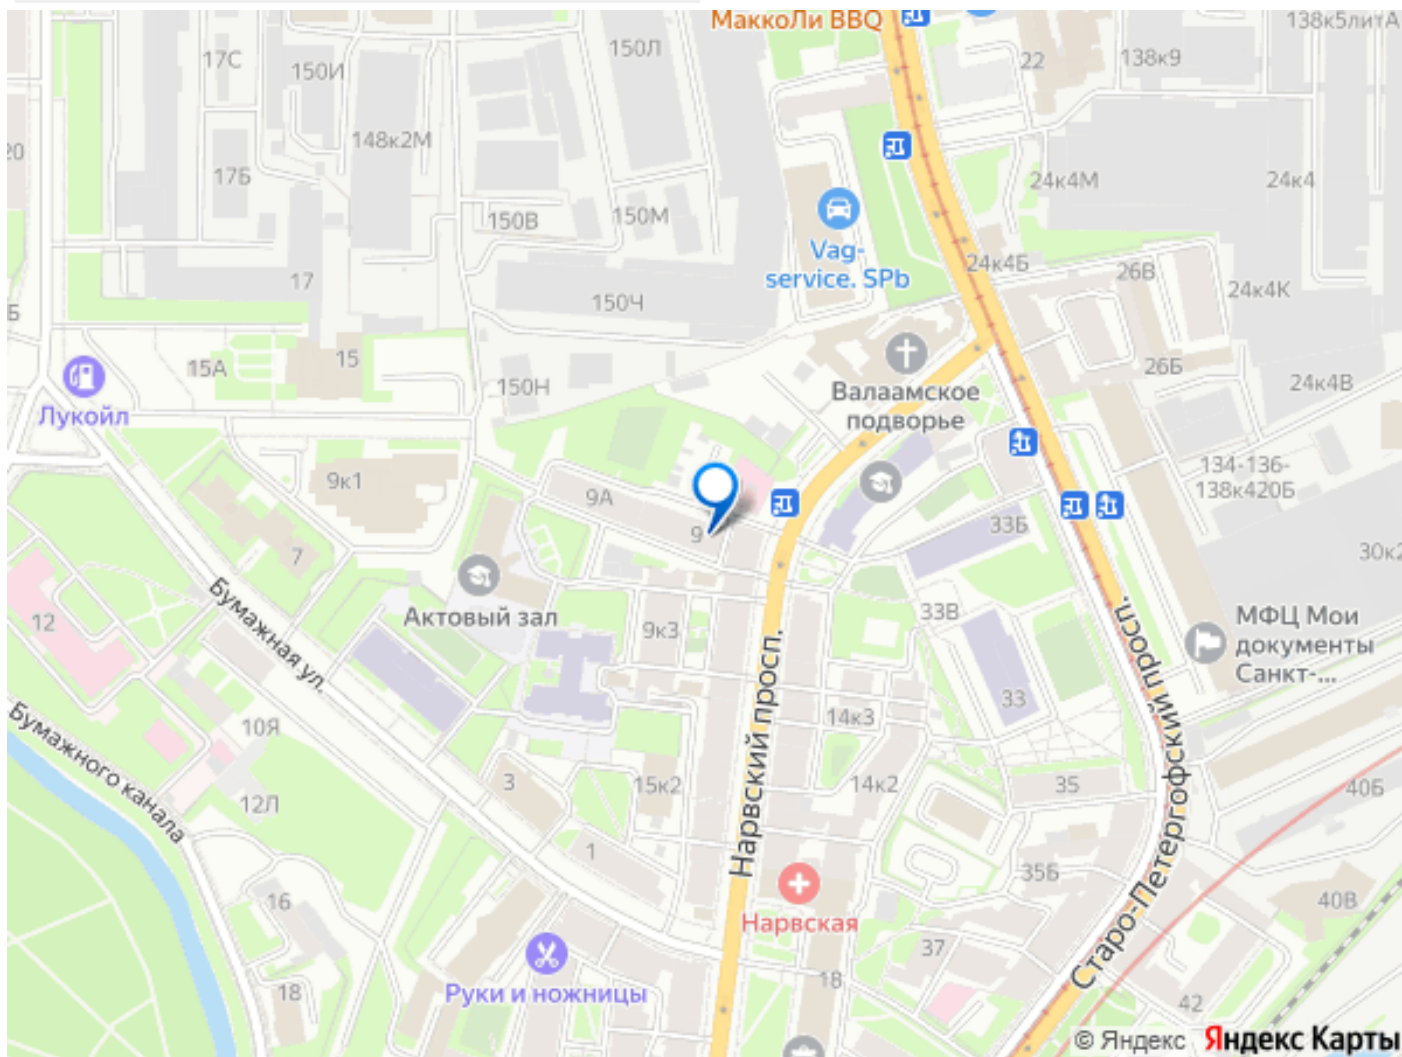 МаккоЛи BBQ
138к5литА
17С
150И
150Л
22
138к9
20
148к2М
17Б
24к4М
24к4
150В
150М
Vag-
service. SPb
24к4Б
26В
17
150Ч
24к4К
Б
15А
15
Валаамское
подворье
26Б
24к4В
Лукойл
150Н
134-136-
138к420Б
9к1
9А
9
33Б
30к2
7
Бумажная ул.
Актовый зал
12
9к3
33В
МФЦ Мои
документы
Санкт-...
Нарвский просп.
Старо-Петергофский просп.
33
14к3
Бумажного канала
10Я
12Л
3
15к2
14к2
35
40Б
1
35Б
16
Нарвская
40В
37
Руки и ножницы
18
18
42
© Яндекс Яндекс Карты